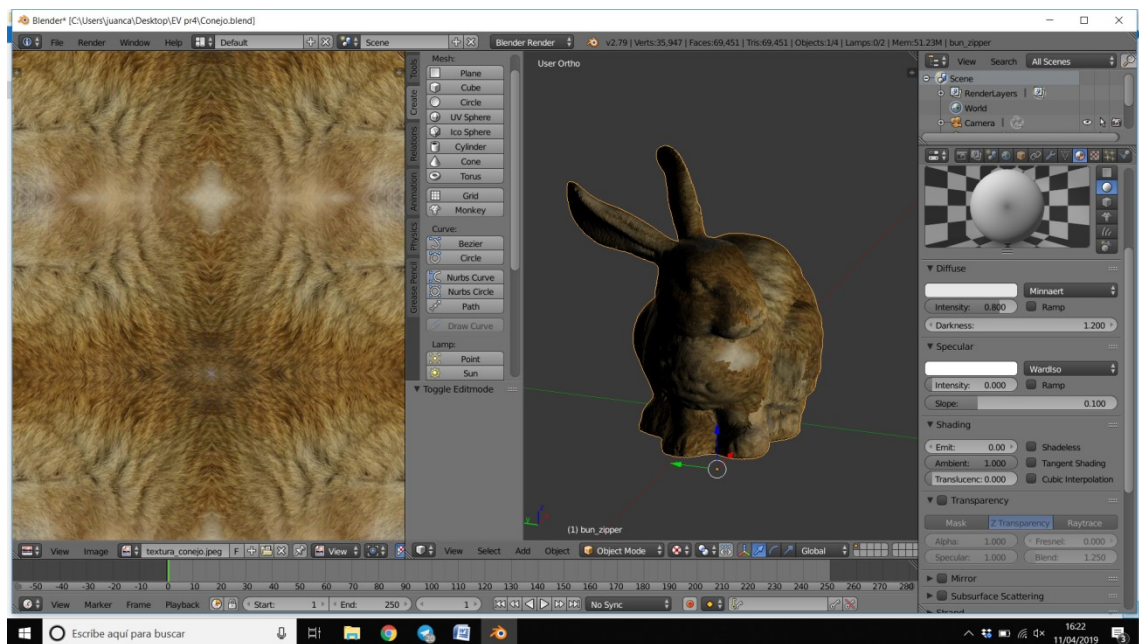 Blender* [C:\Users\juanca\Desktop\EV pr4\Conejo.blend]
File Render Window Help Default Scene Blender Render v2.79 | Verts:35,947 | Faces:69,451 | Tris:69,451 | Objects:1/4 | Lamps:0/2 | Mem:51.23M | bun_zipper
Tools
Create
Relations
Animation
Physics
Grease Pencil
Mesh:
Plane
Cube
Circle
UV Sphere
Ico Sphere
Cylinder
Cone
Torus
Grid
Monkey
Curve:
Bezier
Circle
Nurbs Curve
Nurbs Circle
Path
Draw Curve
Lamp:
Point
Sun
Toggle Editmode
User Ortho
(1) bun_zipper
View Search All Scenes
Scene
RenderLayers |
World
Camera |
Diffuse
Minnaert
Intensity: 0.800 Ramp
Darkness: 1.200
Specular
WardIso
Intensity: 0.000 Ramp
Slope: 0.100
Shading
Emit: 0.00 Shadeless
Ambient: 1.000 Tangent Shading
Translucenc: 0.000 Cubic Interpolation
Transparency
Mask Z Transparency Raytrace
Alpha: 1.000 Fresnel: 0.000
Specular: 1.000 Blend: 1.250
Mirror
Subsurface Scattering
Strand
View Image textura_conejo.jpeg F View
View Select Add Object Object Mode Global
-50 -40 -30 -20 -10 0 10 20 30 40 50 60 70 80 90 100 110 120 130 140 150 160 170 180 190 200 210 220 230 240 250 260 270 280
View Marker Frame Playback Start: 1 End: 250 1 No Sync
Escribe aquí para buscar
16:22
11/04/2019
3